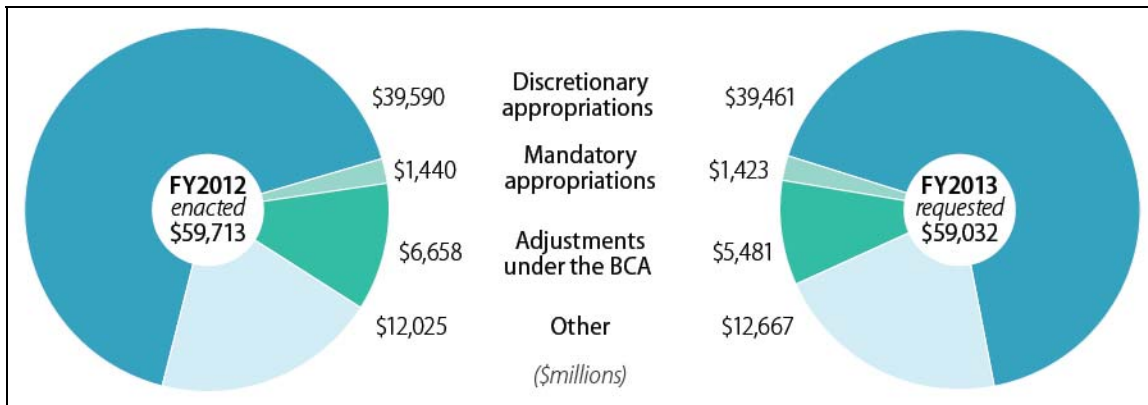 Discretionary
appropriations
$39,590
$39,461
Mandatory
appropriations
$1,440
$1,423
FY2012
enacted
$59,713
FY2013
requested
$59,032
Adjustments
under the BCA
$6,658
$5,481
$12,025
Other
$12,667
($millions)